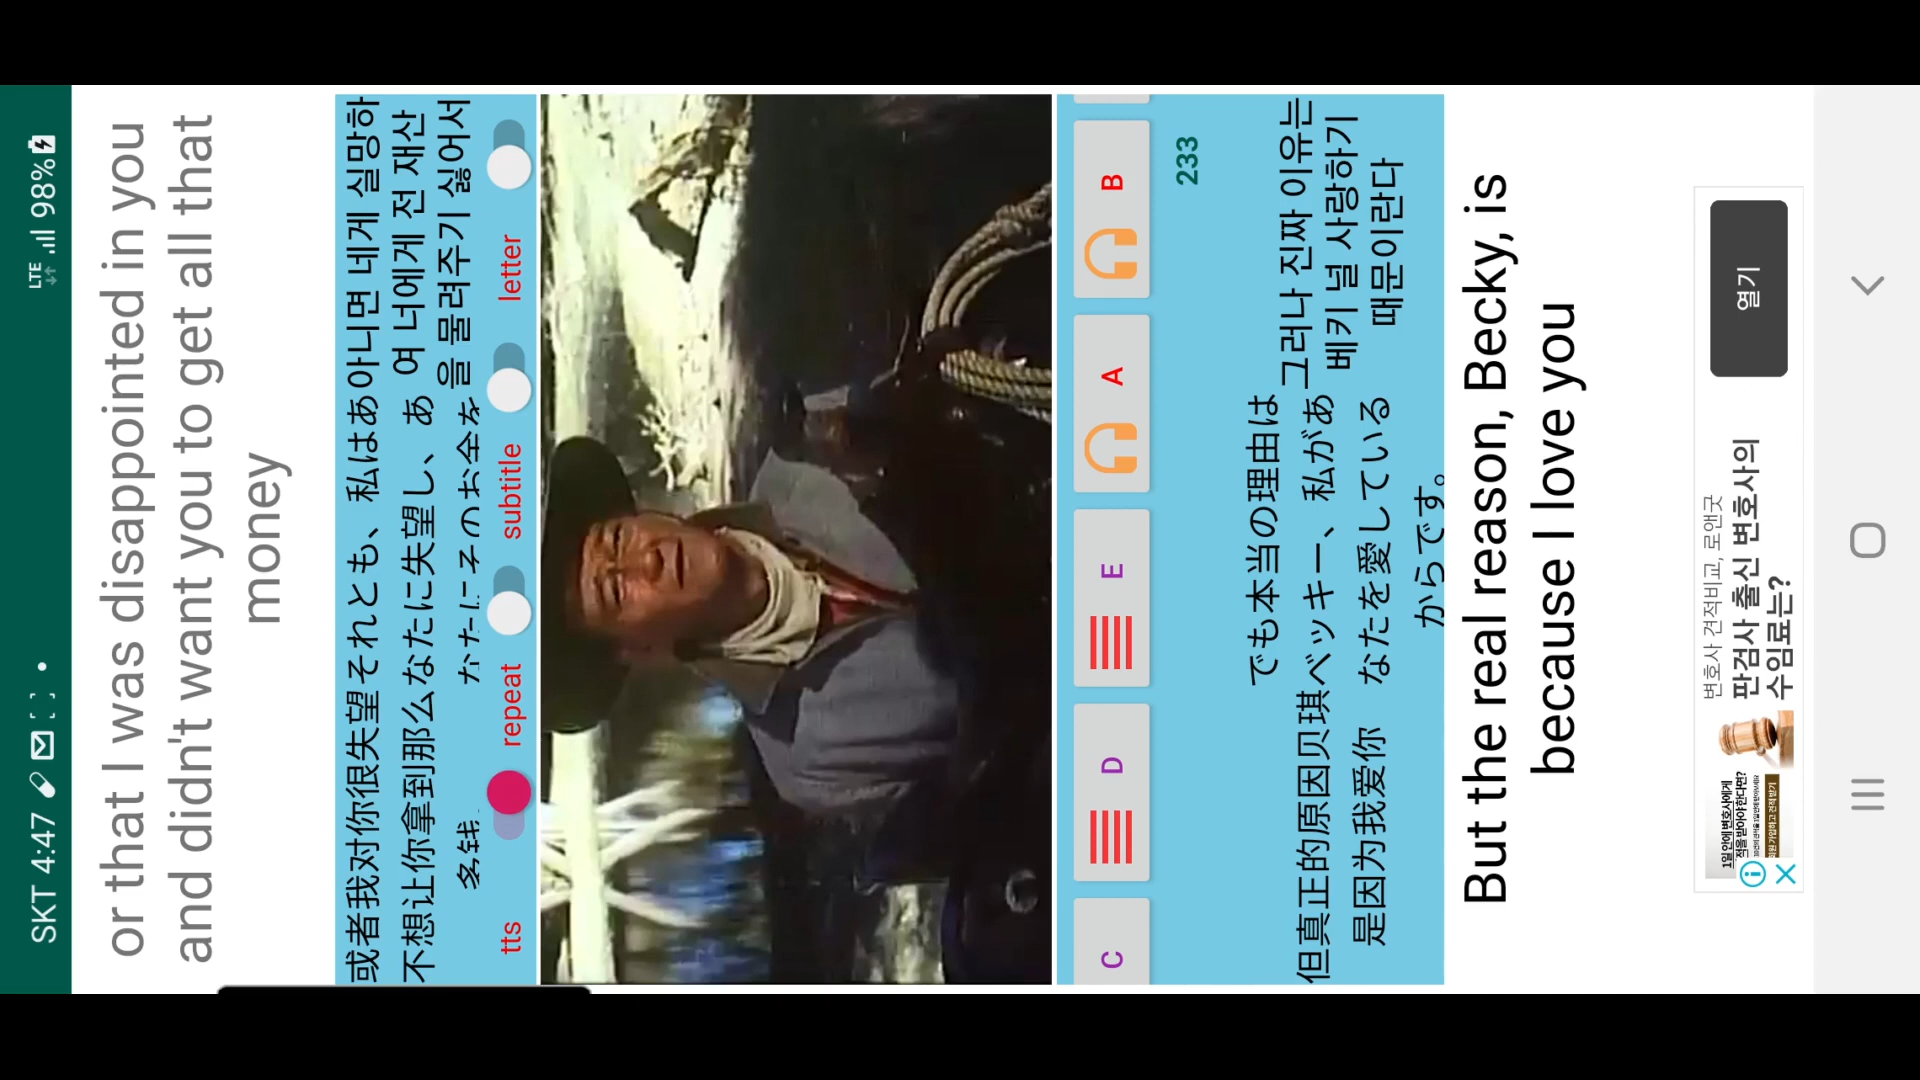 SKT 4:47
LTE 98%
or that I was disappointed in you
and didn't want you to get all that
money
或者我对你很失望
不想让你拿到那么
多钱
それとも、私はあ
なたに失望し、あ
なたにそのお金を
아니면 네게 실망하
여 너에게 전 재산
을 물려주기 싫어서
tts
repeat
subtitle
letter
C
D
E
A
B
233
但真正的原因贝琪
是因为我爱你
でも本当の理由は
ベッキー、私があ
なたを愛している
からです。
그러나 진짜 이유는
베키 널 사랑하기
때문이란다
But the real reason, Becky, is
because I love you
1일만에 변호사에게
변호사 견적비교, 로앤굿
판검사 출신 변호사의
수임료는?
열기